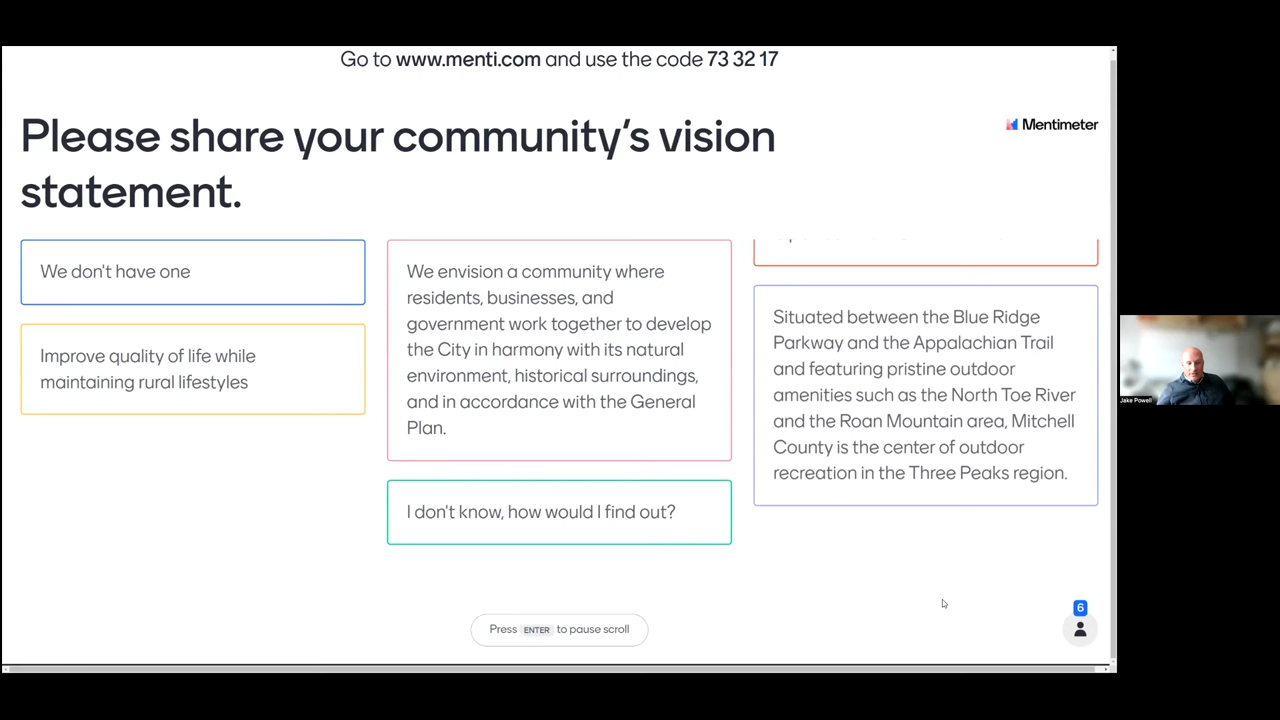 Go to www.menti.com and use the code 73 32 17
Please share your community's vision
statement.
Mentimeter
We don't have one
Improve quality of life while
maintaining rural lifestyles
We envision a community where
residents, businesses, and
government work together to develop
the City in harmony with its natural
environment, historical surroundings,
and in accordance with the General
Plan.
I don't know, how would I find out?
Situated between the Blue Ridge
Parkway and the Appalachian Trail
and featuring pristine outdoor
amenities such as the North Toe River
and the Roan Mountain area, Mitchell
County is the center of outdoor
recreation in the Three Peaks region.
Press ENTER to pause scroll
6
Jake Powell